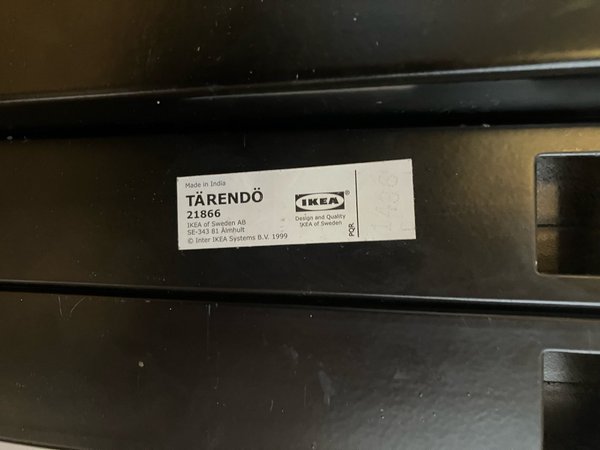 Made in India
TÄRENDÖ
21866
IKEA of Sweden AB
SE-343 81 Älmhult
© Inter IKEA Systems B.V. 1999
IKEA®
Design and Quality
IKEA of Sweden
PQR